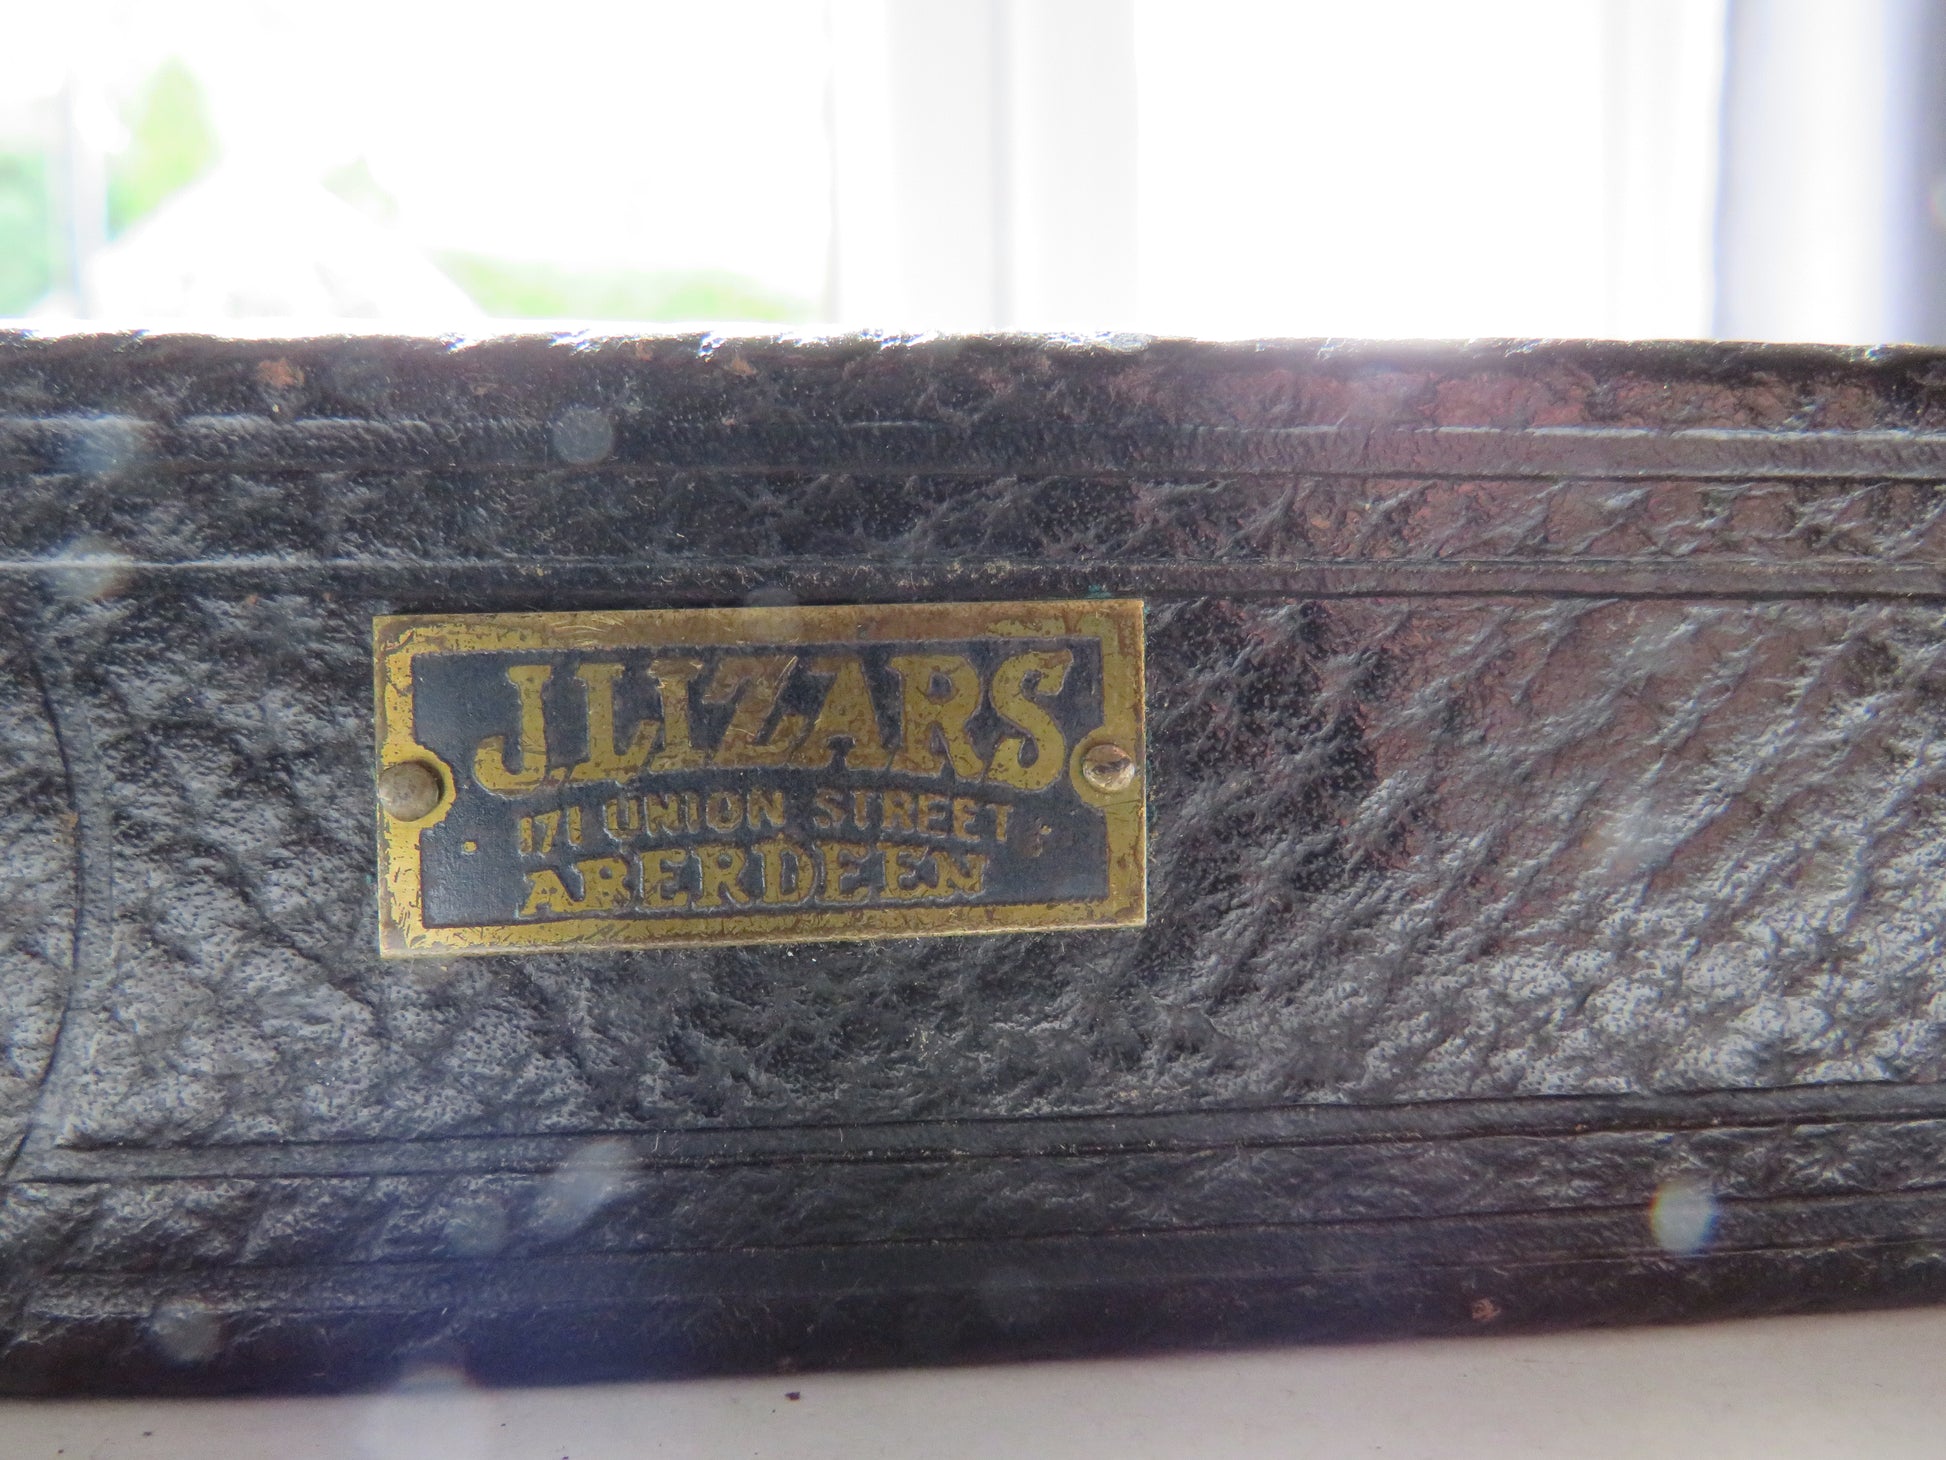 J. LIZARS
171 UNION STREET
ABERDEEN